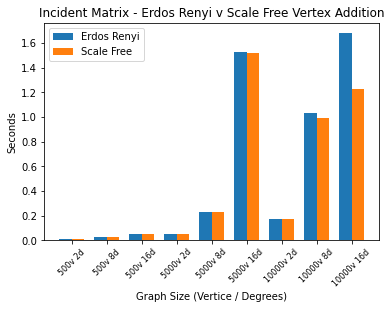 Incident Matrix - Erdos Renyi v Scale Free Vertex Addition
Erdos Renyi
Scale Free
Seconds
1.6
1.4
1.2
1.0
0.8
0.6
0.4
0.2
0.0
500v 2d
500v 8d
500v 16d
5000v 2d
5000v 8d
5000v 16d
10000v 2d
10000v 8d
10000v 16d
Graph Size (Vertice / Degrees)